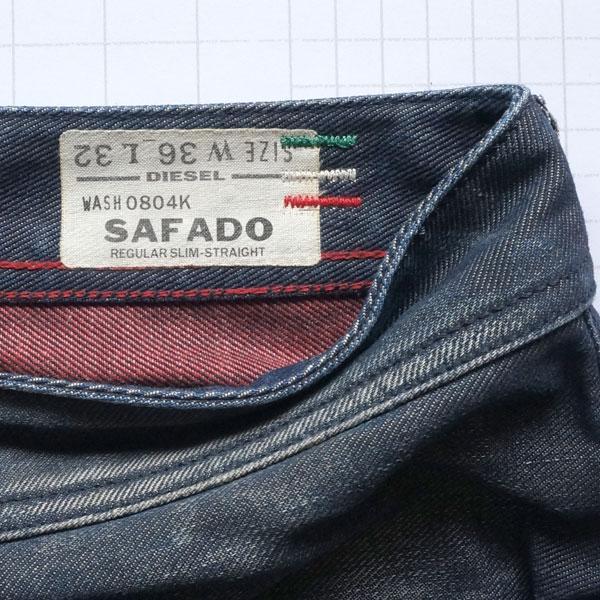 SIZE W 36 L 32
DIESEL
WASH 0804K
SAFADO
REGULAR SLIM-STRAIGHT